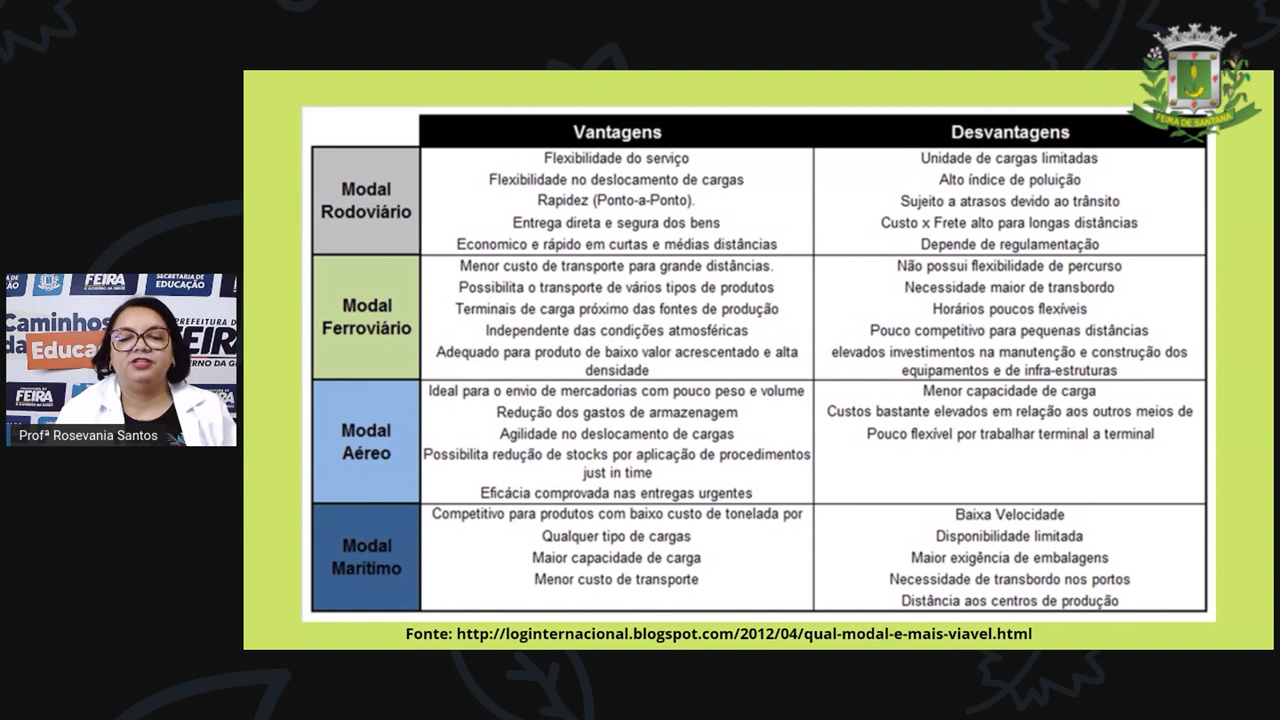 FEIRA DE SANTANA
Vantagens
Desvantagens
Modal
Rodoviário
Flexibilidade do serviço
Flexibilidade no deslocamento de cargas
Rapidez (Ponto-a-Ponto).
Entrega direta e segura dos bens
Economico e rápido em curtas e médias distâncias
Unidade de cargas limitadas
Alto índice de poluição
Sujeito a atrasos devido ao trânsito
Custo x Frete alto para longas distâncias
Depende de regulamentação
Modal
Ferroviário
Menor custo de transporte para grande distâncias.
Possibilita o transporte de vários tipos de produtos
Terminais de carga próximo das fontes de produção
Independente das condições atmosféricas
Adequado para produto de baixo valor acrescentado e alta
densidade
Não possui flexibilidade de percurso
Necessidade maior de transbordo
Horários poucos flexíveis
Pouco competitivo para pequenas distâncias
elevados investimentos na manutenção e construção dos
equipamentos e de infra-estruturas
Modal
Aéreo
Ideal para o envio de mercadorias com pouco peso e volume
Redução dos gastos de armazenagem
Agilidade no deslocamento de cargas
Possibilita redução de stocks por aplicação de procedimentos
just in time
Eficácia comprovada nas entregas urgentes
Menor capacidade de carga
Custos bastante elevados em relação aos outros meios de
Pouco flexível por trabalhar terminal a terminal
Modal
Marítimo
Competitivo para produtos com baixo custo de tonelada por
Qualquer tipo de cargas
Maior capacidade de carga
Menor custo de transporte
Baixa Velocidade
Disponibilidade limitada
Maior exigência de embalagens
Necessidade de transbordo nos portos
Distância aos centros de produção
Fonte: http://loginternacional.blogspot.com/2012/04/qual-modal-e-mais-viavel.html
FEIRA
SECRETARIA DE
EDUCAÇÃO
Caminhos
da Educa
PREFEITURA D
FEIRA
Profª Rosevania Santos